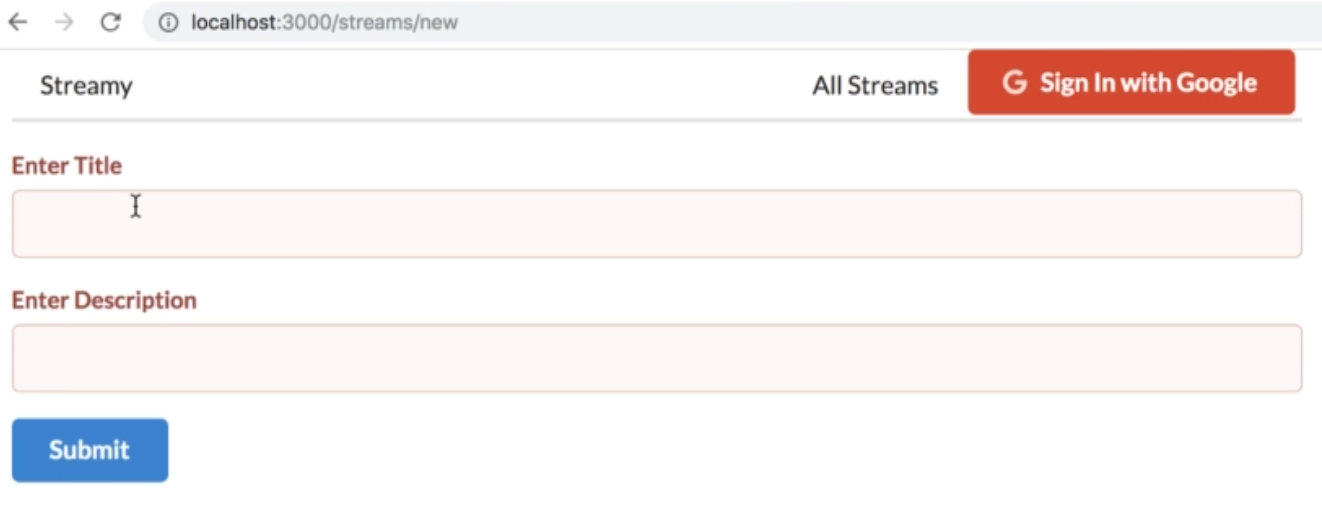 localhost:3000/streams/new
Streamy All Streams G Sign In with Google
Enter Title
Enter Description
Submit